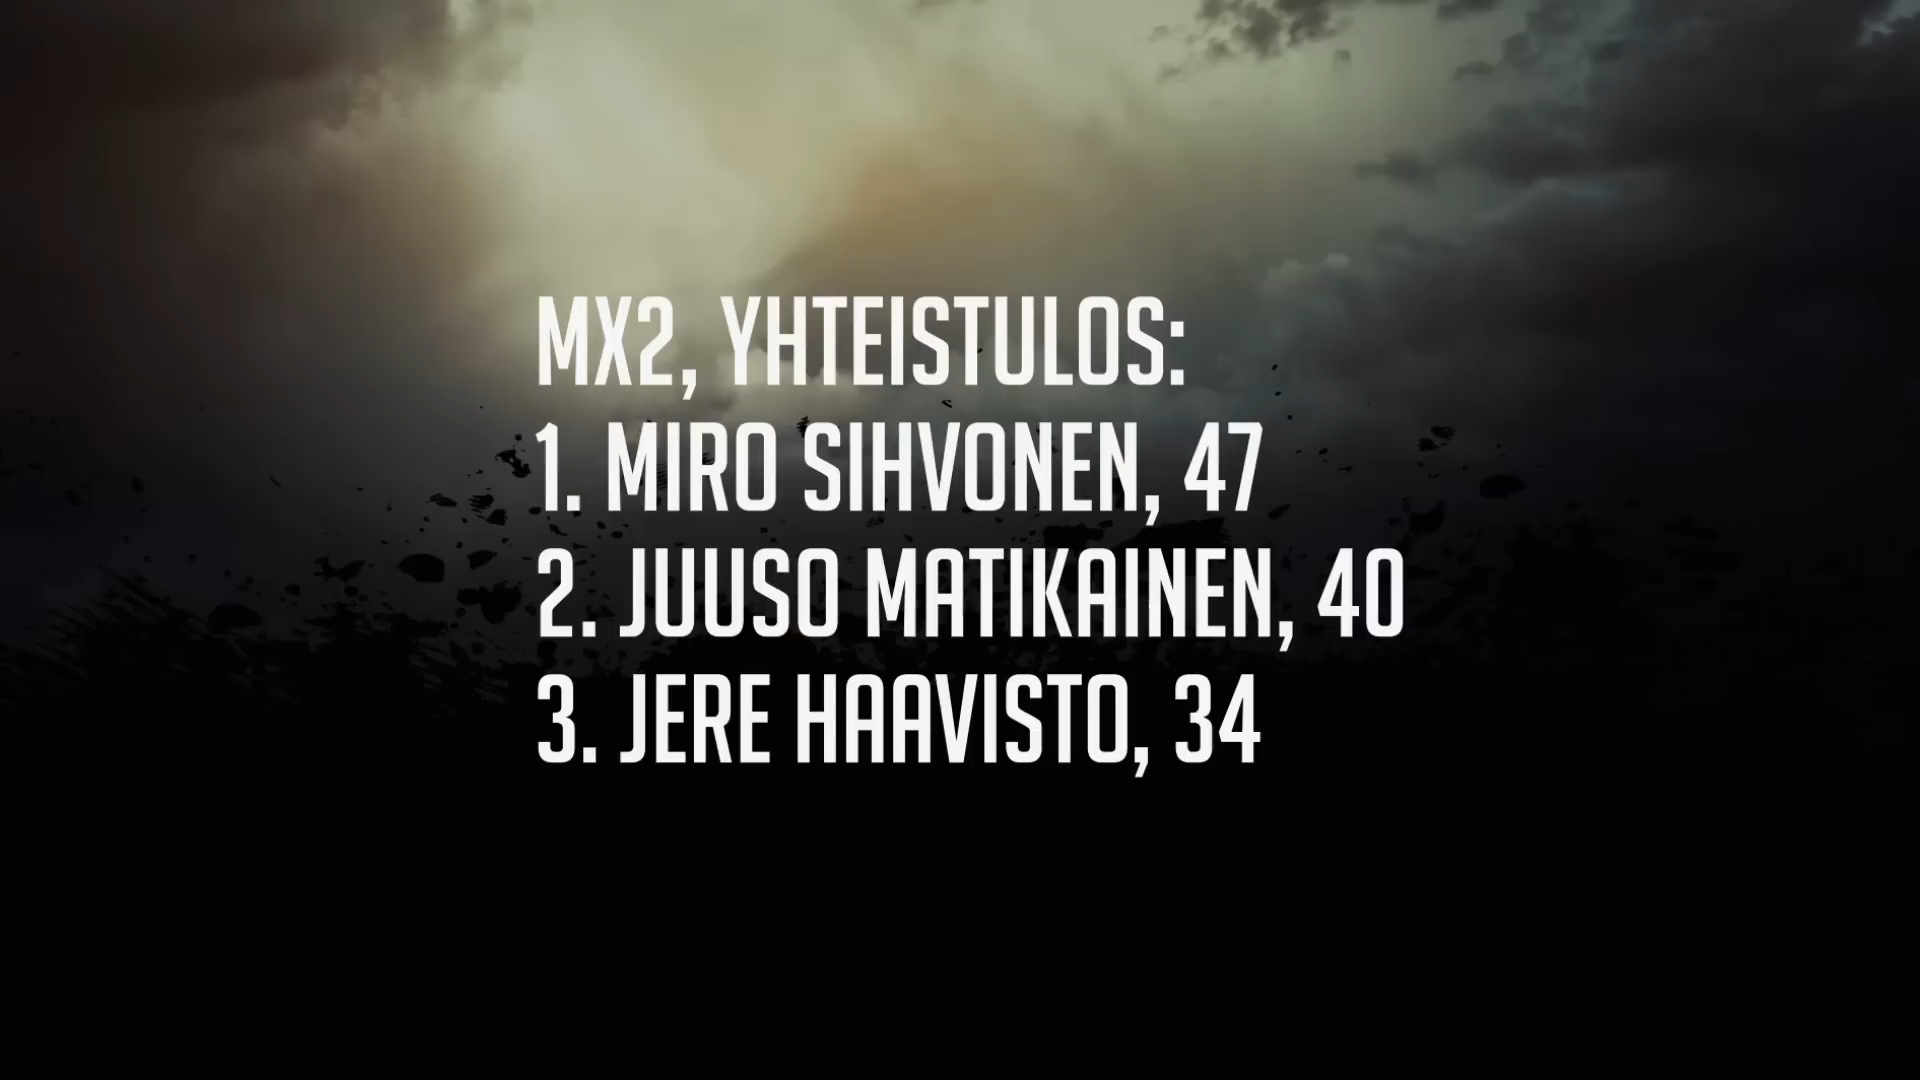 MX2, YHTEISTULOS:
1. MIRO SIHVONEN, 47
2. JUUSO MATIKAINEN, 40
3. JERE HAAVISTO, 34